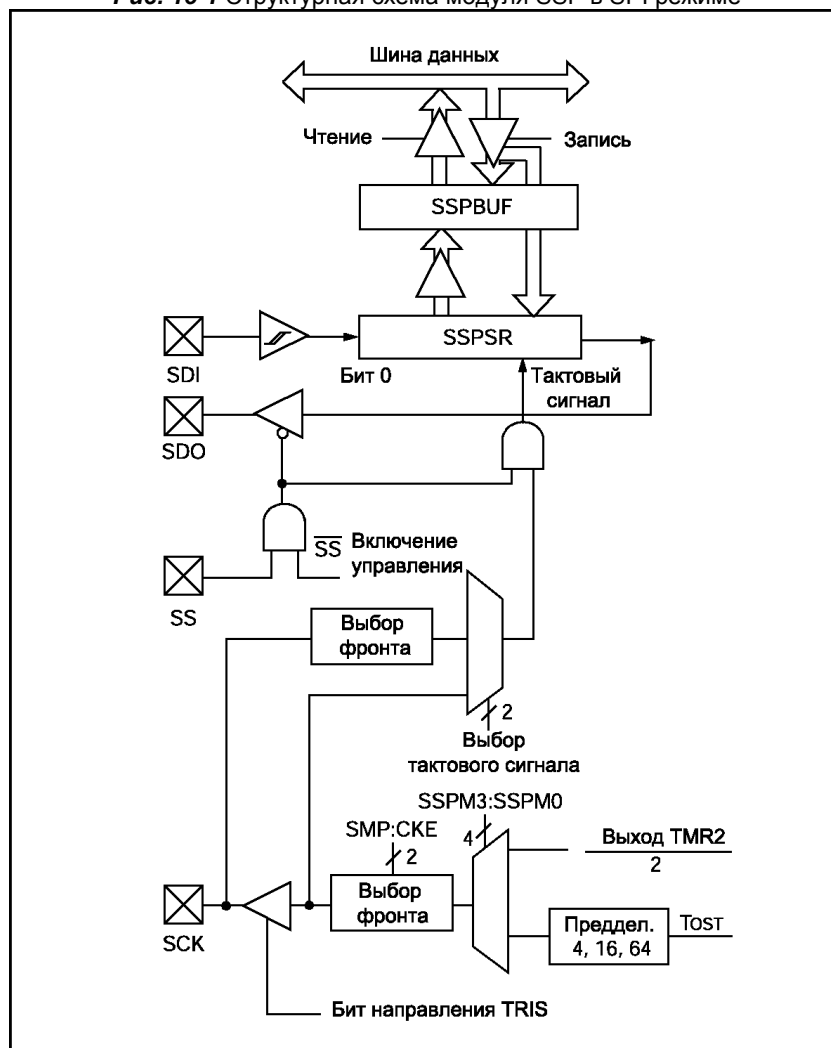 Рис. 16-1 Структурная схема модуля SSP в SPI режиме
Шина данных
Чтение
Запись
SSPBUF
SSPSR
SDI
Бит 0
Тактовый
сигнал
SDO
SS
Включение
управления
SS
Выбор
фронта
2
Выбор
тактового сигнала
SSPM3:SSPM0
SMP:CKE
4
2
Выход TMR2
2
Выбор
фронта
Преддел.
4, 16, 64
TOST
SCK
Бит направления TRIS